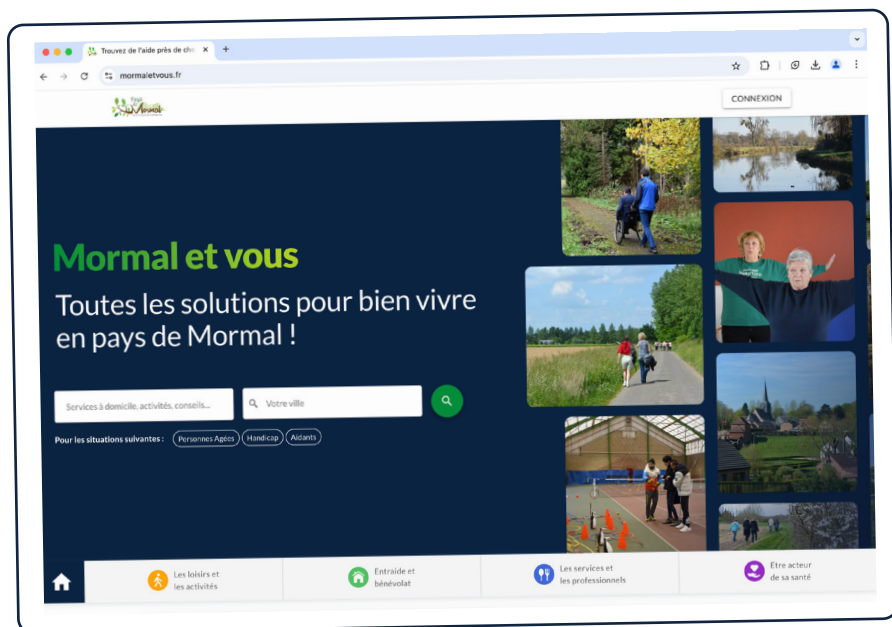 Trouvez de l'aide près de che
mormaletvous.fr
Mormal
CONNEXION
Mormal et vous
Toutes les solutions pour bien vivre
en pays de Mormal !
Services à domicile, activités, conseils...
Votre ville
Pour les situations suivantes :
Personnes Agées
Handicap
Aidants
Les loisirs et
les activités
Entraide et
bénévolat
Les services et
les professionnels
Etre acteur
de sa santé